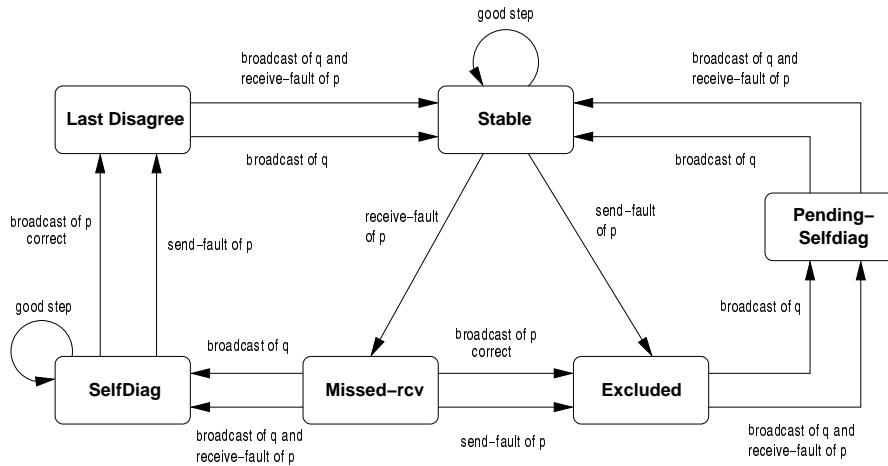 good step
broadcast of q and
receive−fault of p
broadcast of q and
receive−fault of p
Last Disagree
Stable
broadcast of q
broadcast of q
broadcast of p
correct
send−fault of p
receive−fault
of p
send−fault
of p
Pending−
Selfdiag
good step
broadcast of q
broadcast of p
correct
broadcast of q
SelfDiag
Missed−rcv
Excluded
broadcast of q and
receive−fault of p
send−fault of p
broadcast of q and
receive−fault of p